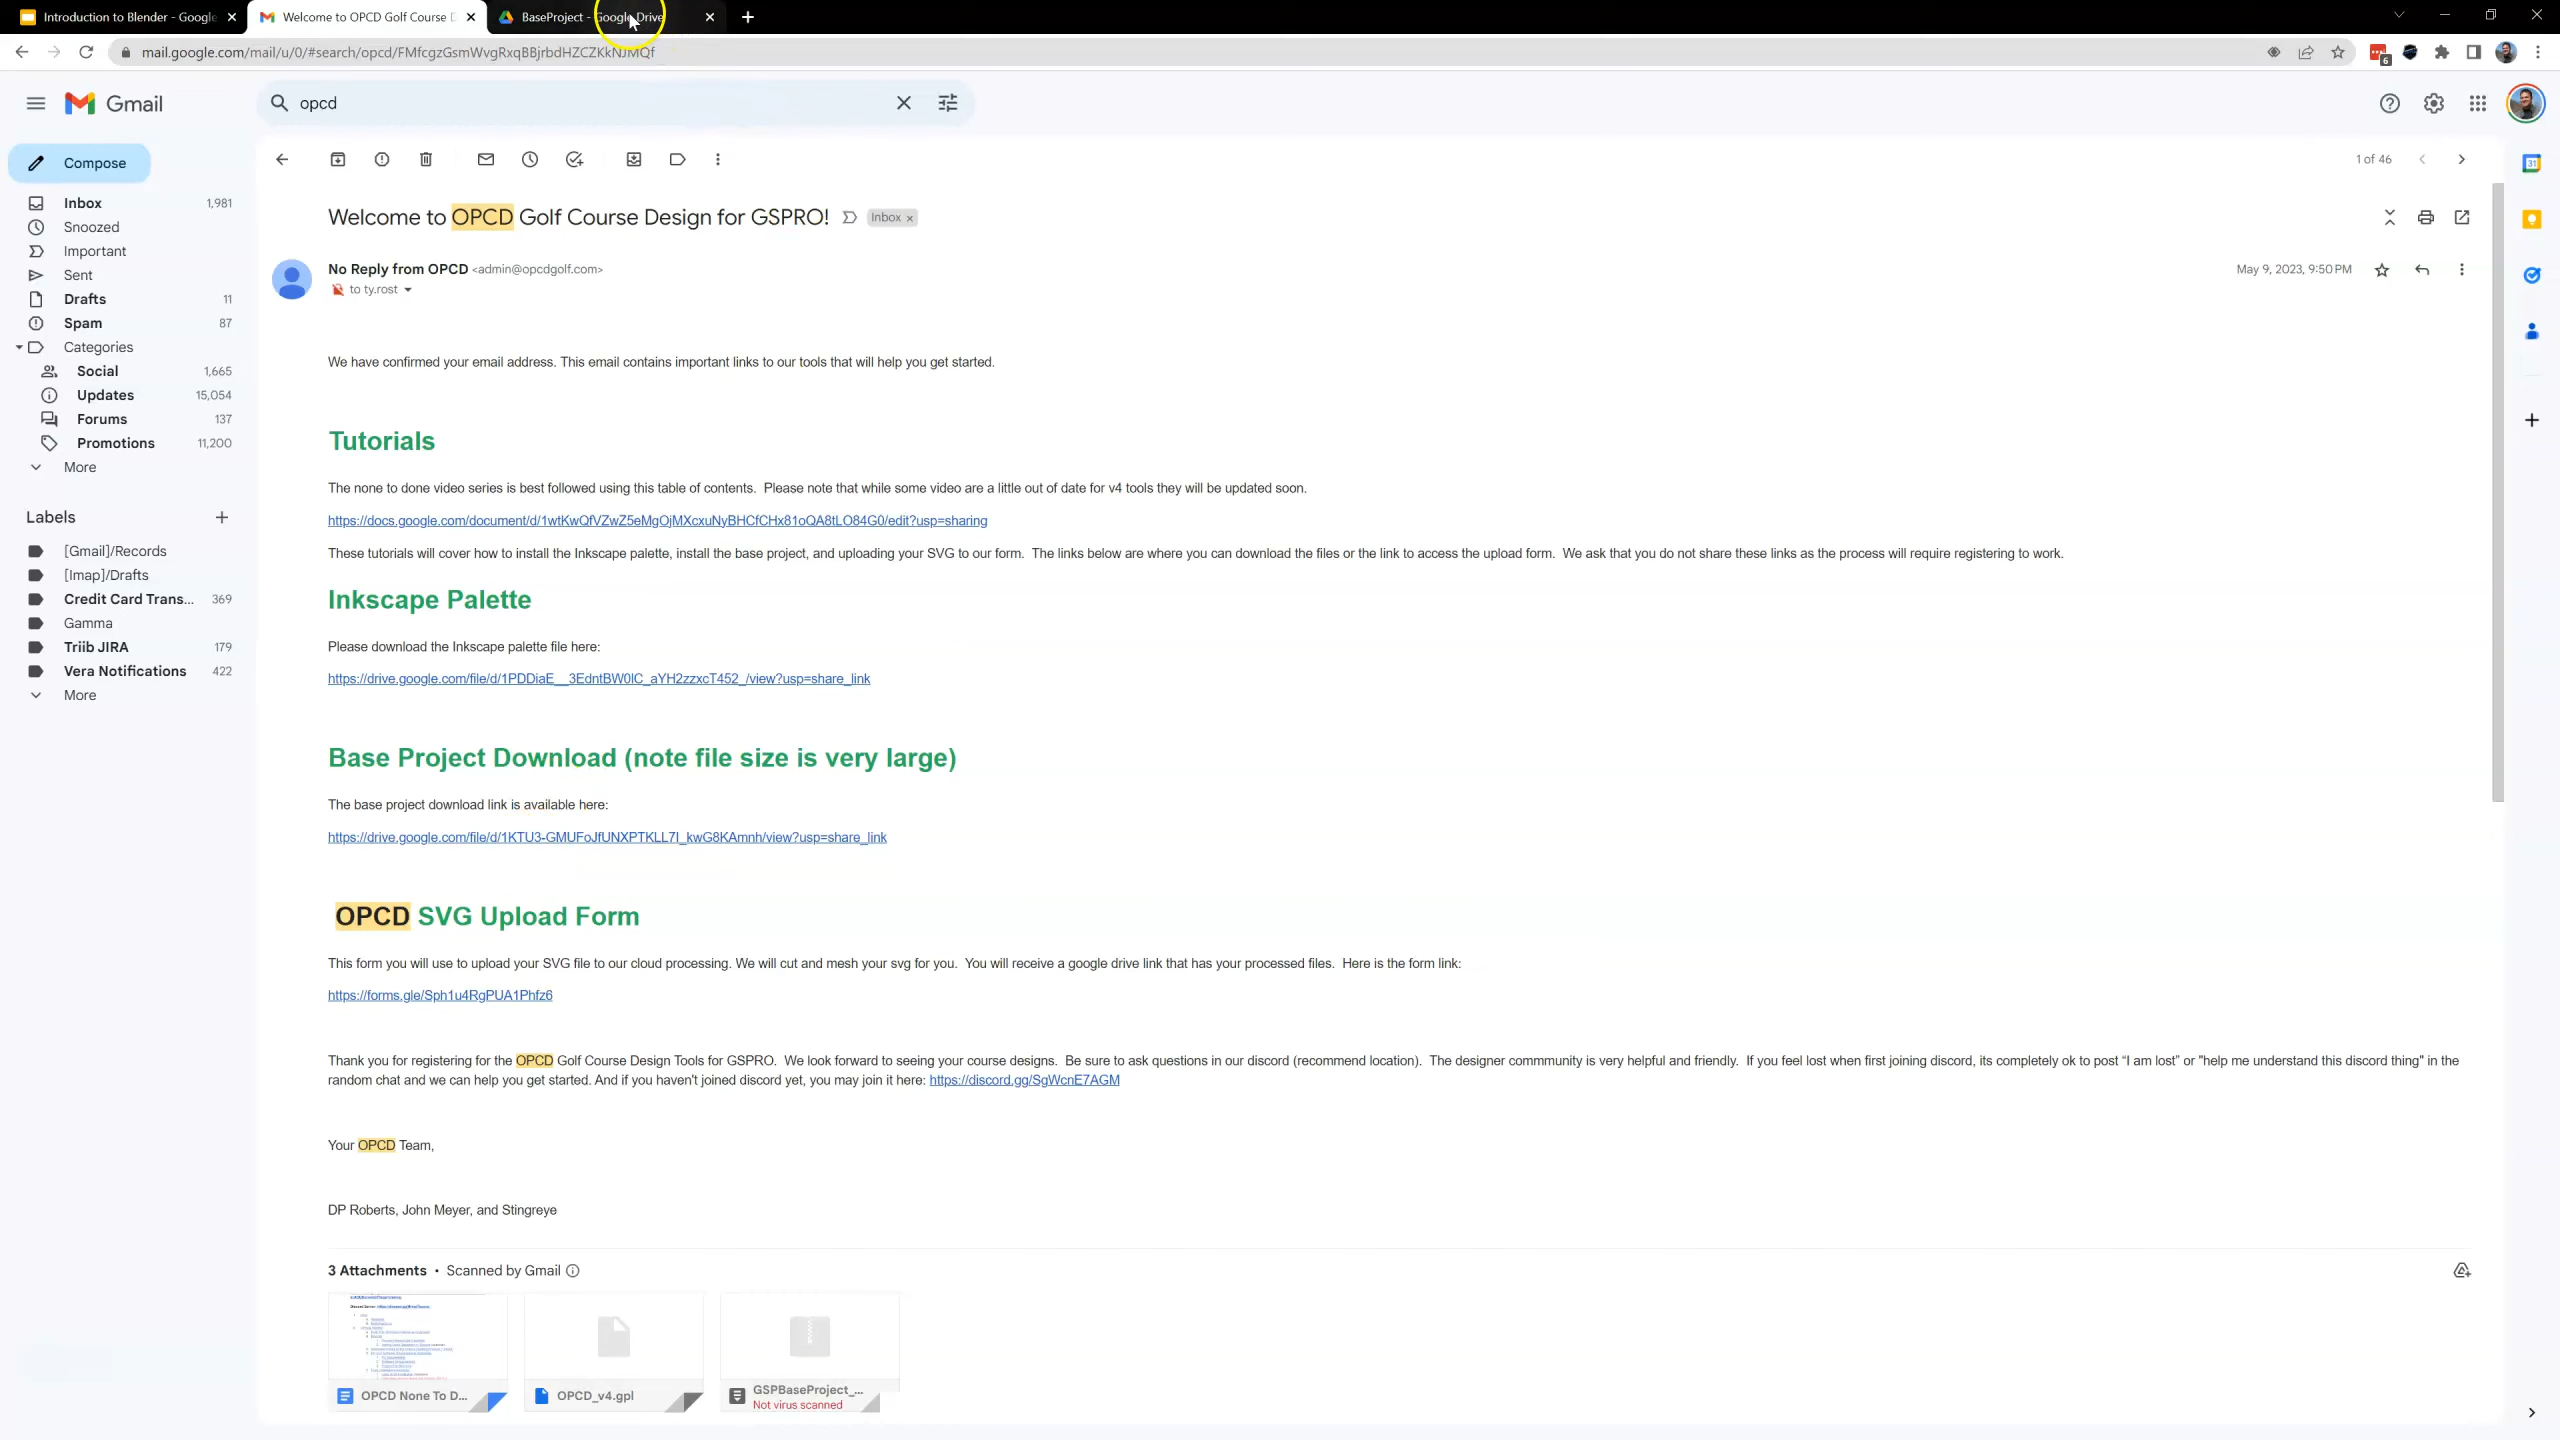 Introduction to Blender - Google
Welcome to OPCD Golf Course D
BaseProject - Google Drive
mail.google.com/mail/u/0/#search/opcd/FMfcgzGsmWvgRxqBBjrbdHZCZKkNJMQf
6
Gmail
opcd
31
1 of 46
Compose
Inbox 1,981
Snoozed
Important
Sent
Drafts 11
Spam 87
Categories
Social 1,665
Updates 15,054
Forums 137
Promotions 11,200
More
Labels
[Gmail]/Records
[Imap]/Drafts
Credit Card Trans... 369
Gamma
Triib JIRA 179
Vera Notifications 422
More
Welcome to OPCD Golf Course Design for GSPRO!
Inbox
No Reply from OPCD <admin@opcdgolf.com>
May 9, 2023, 9:50 PM
to ty.rost
We have confirmed your email address. This email contains important links to our tools that will help you get started.
Tutorials
The none to done video series is best followed using this table of contents. Please note that while some video are a little out of date for v4 tools they will be updated soon.
https://docs.google.com/document/d/1wtKwQfVZwZ5eMgOjMXcxuNyBHCfCHx81oQA8tLO84G0/edit?usp=sharing
These tutorials will cover how to install the Inkscape palette, install the base project, and uploading your SVG to our form. The links below are where you can download the files or the link to access the upload form. We ask that you do not share these links as the process will require registering to work.
Inkscape Palette
Please download the Inkscape palette file here:
https://drive.google.com/file/d/1PDDiaE__3EdntBW0lC_aYH2zzxcT452_/view?usp=share_link
Base Project Download (note file size is very large)
The base project download link is available here:
https://drive.google.com/file/d/1KTU3-GMUFoJfUNXPTKLL7I_kwG8KAmnh/view?usp=share_link
OPCD SVG Upload Form
This form you will use to upload your SVG file to our cloud processing. We will cut and mesh your svg for you. You will receive a google drive link that has your processed files. Here is the form link:
https://forms.gle/Sph1u4RgPUA1Phfz6
Thank you for registering for the OPCD Golf Course Design Tools for GSPRO. We look forward to seeing your course designs. Be sure to ask questions in our discord (recommend location). The designer commmunity is very helpful and friendly. If you feel lost when first joining discord, its completely ok to post “I am lost” or "help me understand this discord thing" in the
random chat and we can help you get started. And if you haven't joined discord yet, you may join it here: https://discord.gg/SgWcnE7AGM
Your OPCD Team,
DP Roberts, John Meyer, and Stingreye
3 Attachments • Scanned by Gmail
OPCD None To D...
OPCD_v4.gpl
GSPBaseProject_...
Not virus scanned